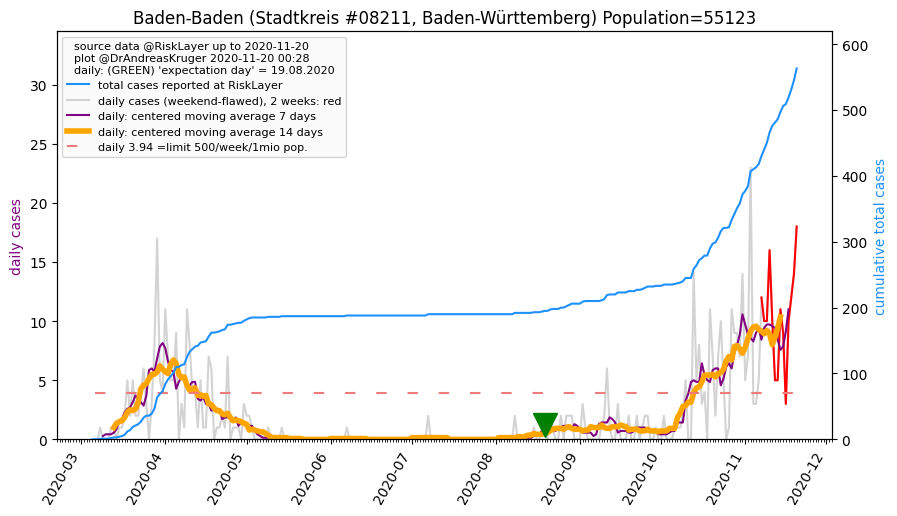 Baden-Baden (Stadtkreis #08211, Baden-Württemberg) Population=55123
source data @RiskLayer up to 2020-11-20
plot @DrAndreasKruger 2020-11-20 00:28
daily: (GREEN) 'expectation day' = 19.08.2020
total cases reported at RiskLayer
daily cases (weekend-flawed), 2 weeks: red
daily: centered moving average 7 days
daily: centered moving average 14 days
daily 3.94 =limit 500/week/1mio pop.
daily cases
30
25
20
15
10
5
0
600
500
400
300
200
100
0
cumulative total cases
2020-03
2020-04
2020-05
2020-06
2020-07
2020-08
2020-09
2020-10
2020-11
2020-12